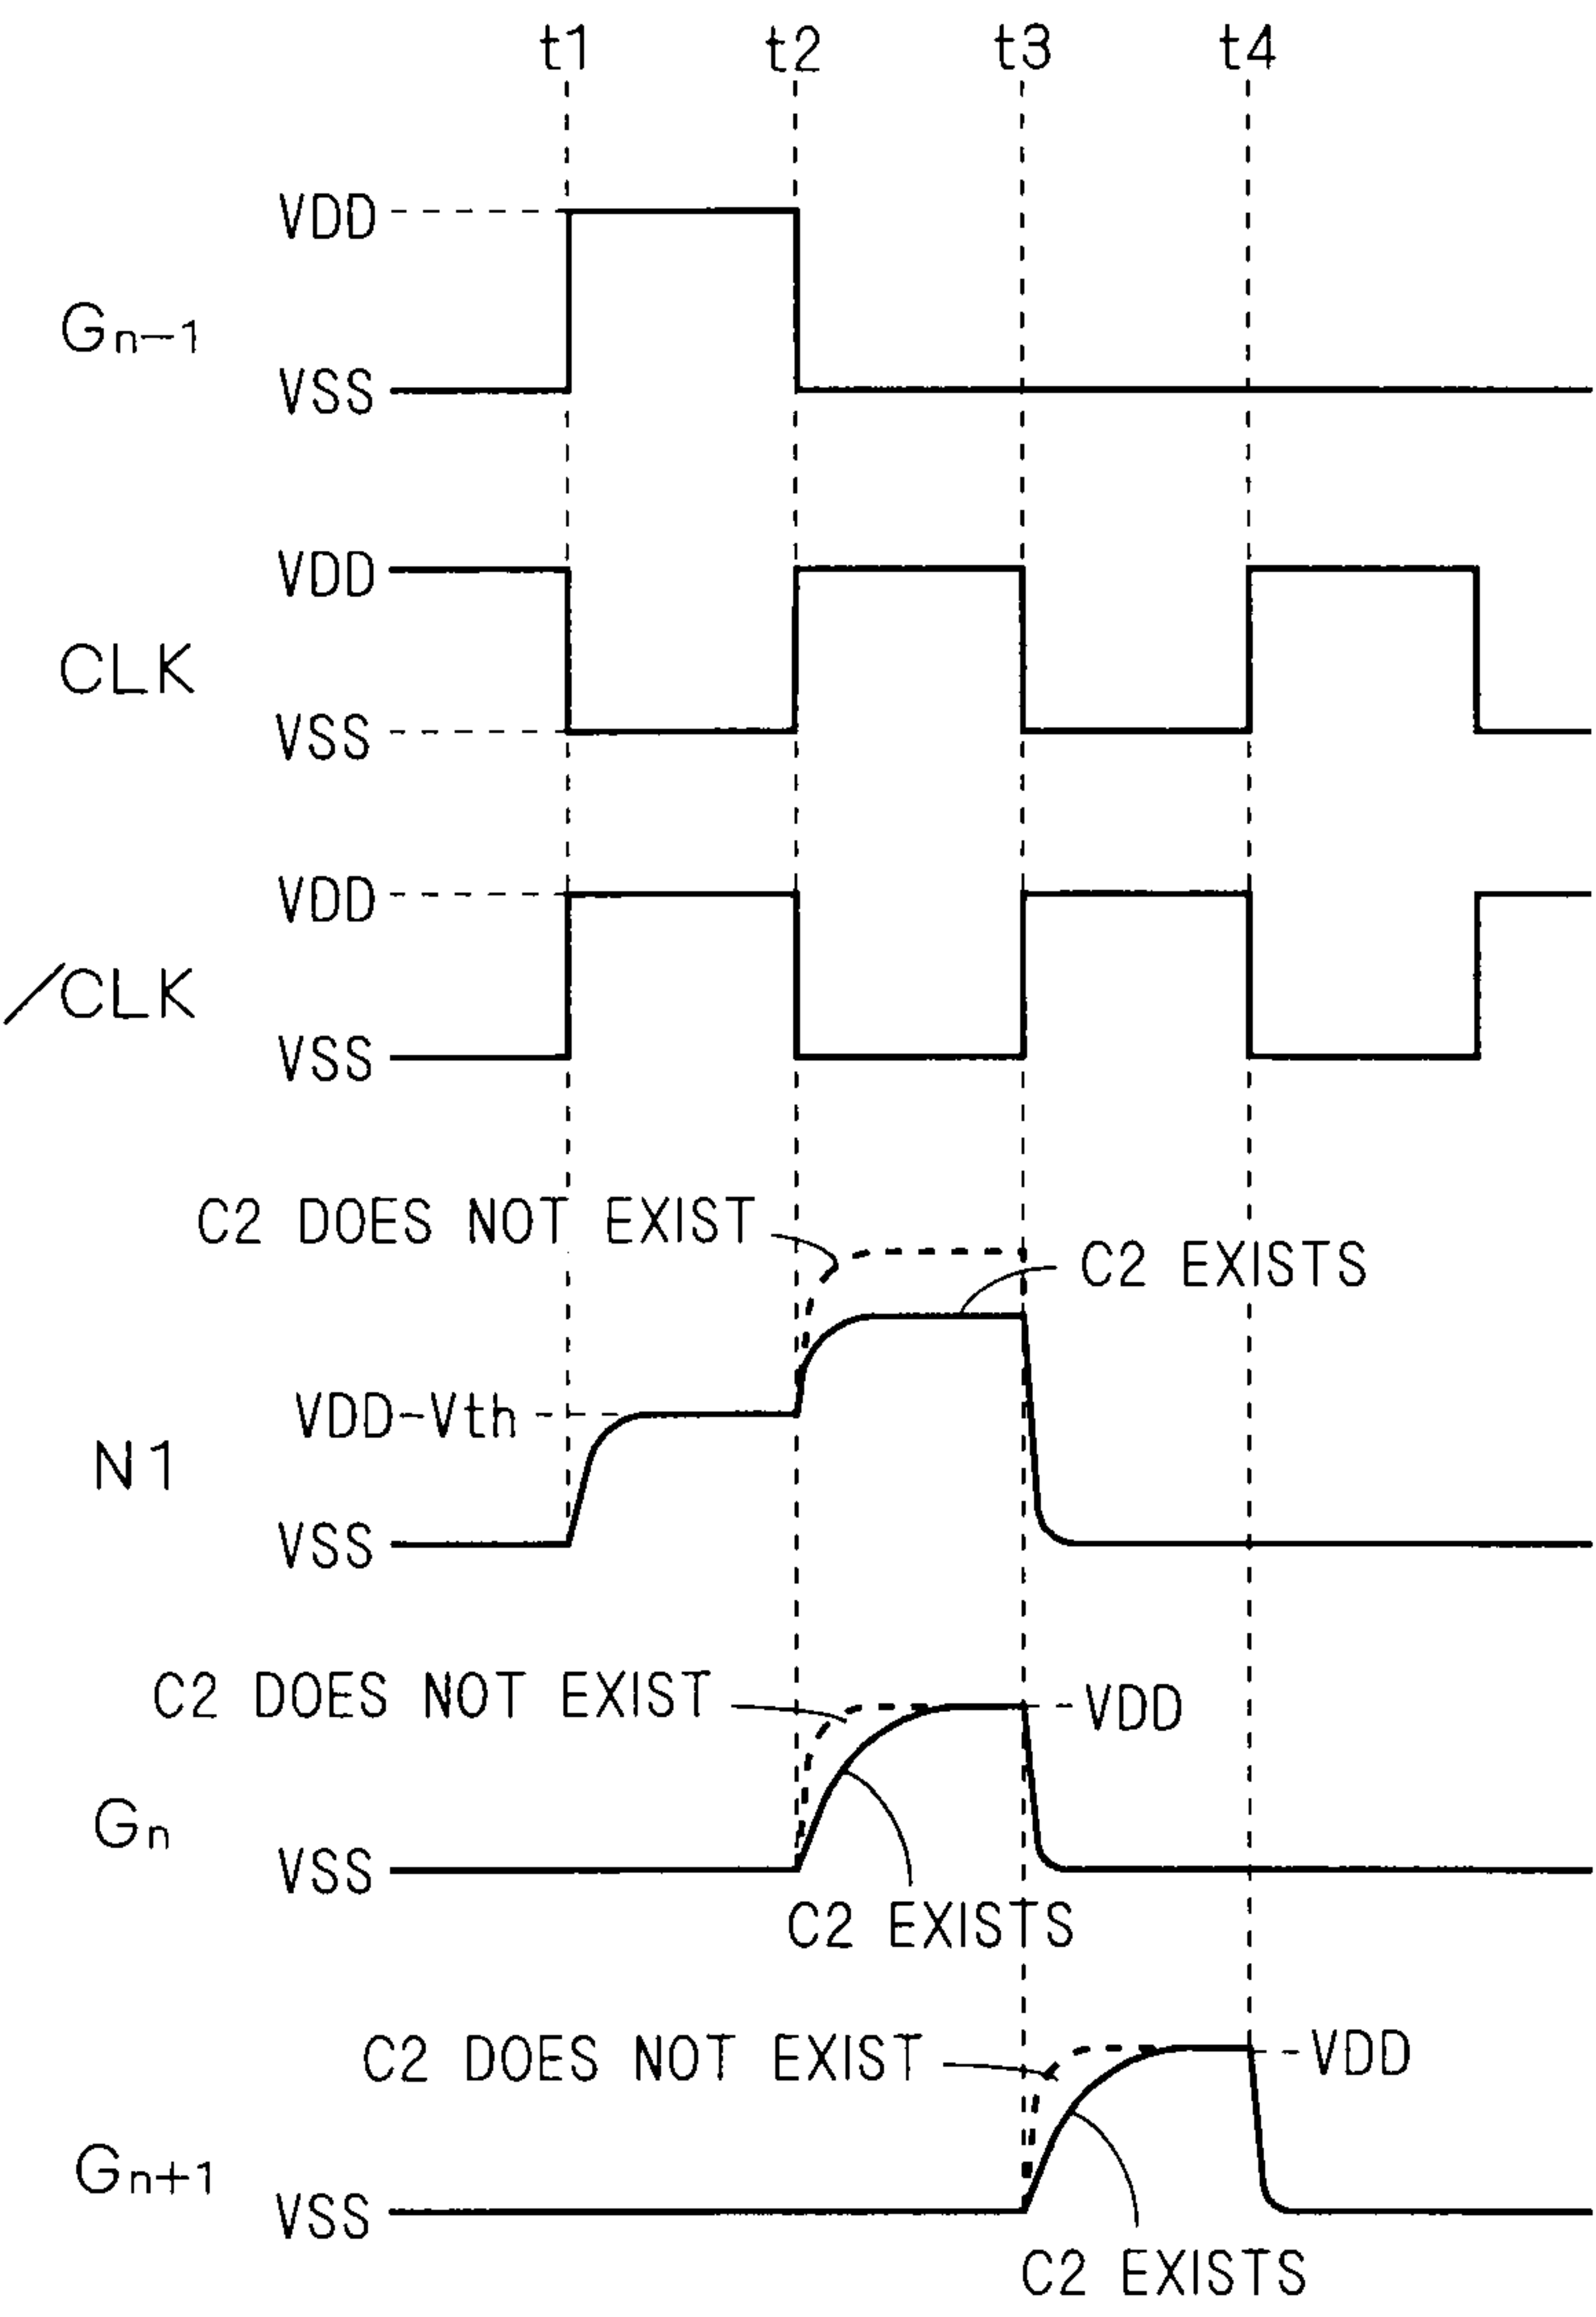 t1 t2 t3 t4
VDD
Gn-1
VSS
VDD
CLK
VSS
VDD
/CLK
VSS
C2 DOES NOT EXIST
C2 EXISTS
VDD-Vth
N1
VSS
C2 DOES NOT EXIST
VDD
Gn
VSS
C2 EXISTS
C2 DOES NOT EXIST
VDD
Gn+1
VSS
C2 EXISTS